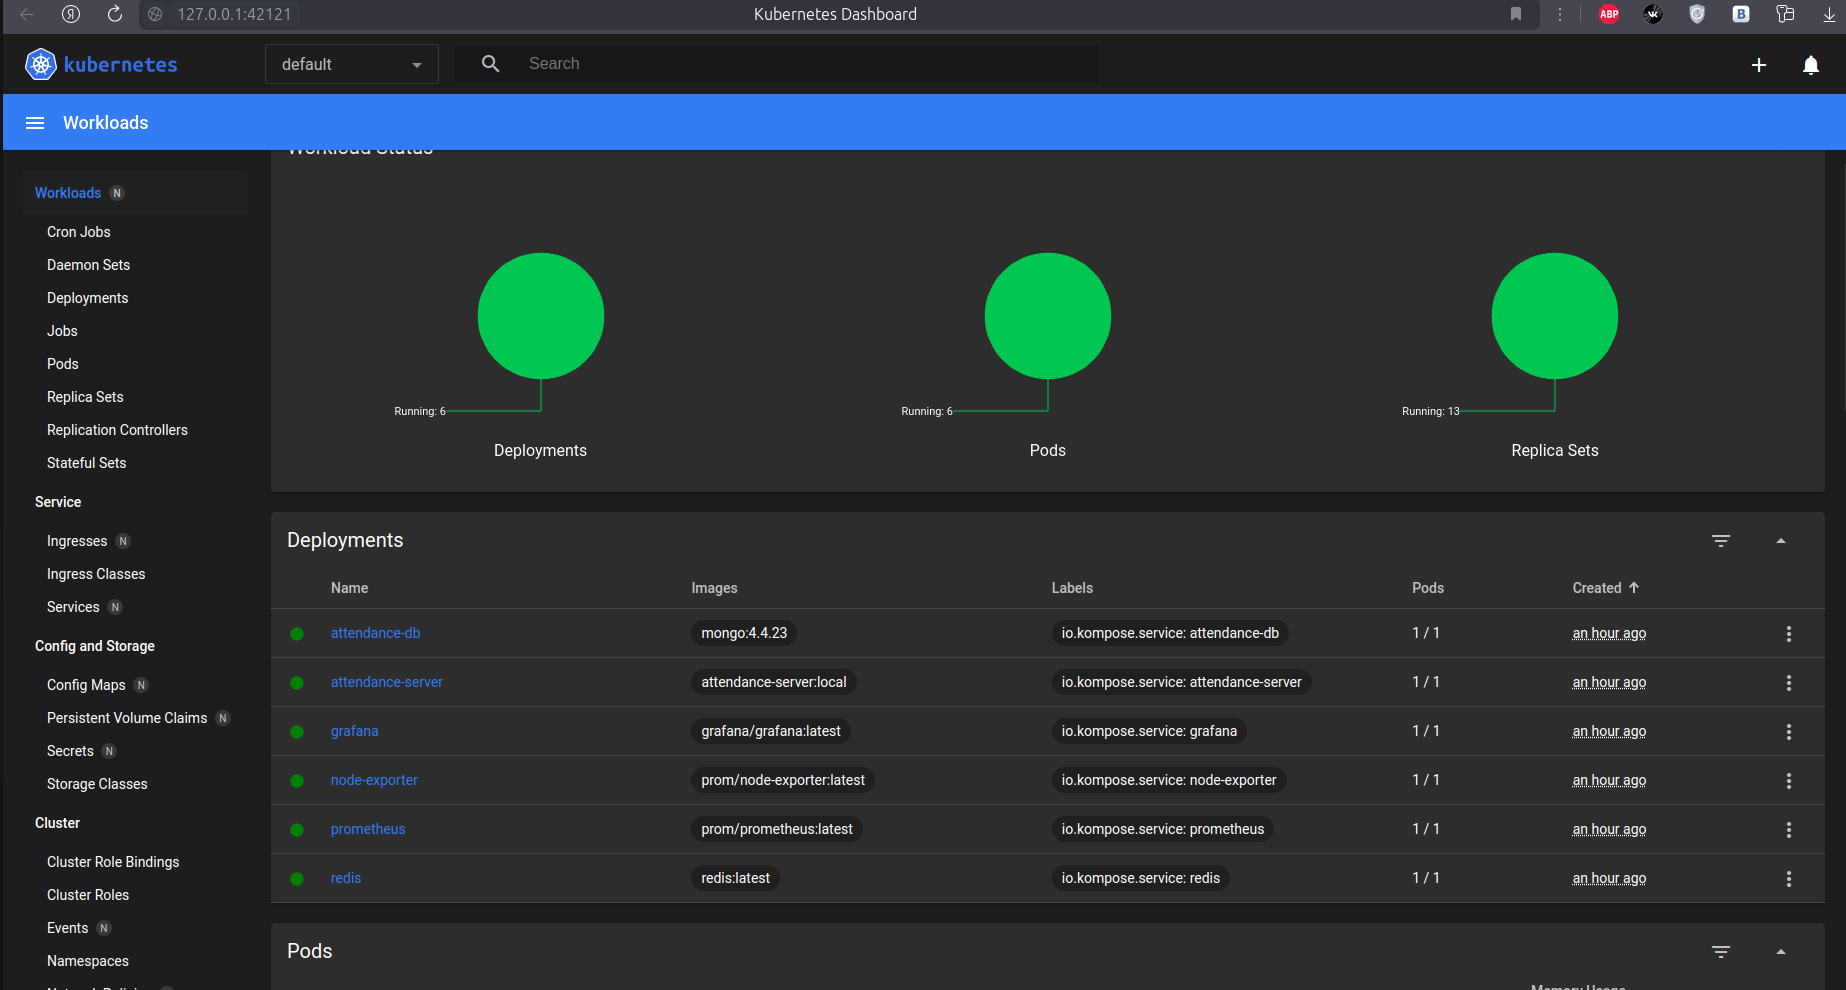 127.0.0.1:42121
Kubernetes Dashboard
ABP
B
kubernetes
default
Search
Workloads
Workload Status
Workloads N
Cron Jobs
Daemon Sets
Deployments
Jobs
Pods
Replica Sets
Replication Controllers
Stateful Sets
Service
Ingresses N
Ingress Classes
Services N
Config and Storage
Config Maps N
Persistent Volume Claims N
Secrets N
Storage Classes
Cluster
Cluster Role Bindings
Cluster Roles
Events N
Namespaces
Running: 6
Deployments
Running: 6
Pods
Running: 13
Replica Sets
Deployments
Name Images Labels Pods Created
attendance-db mongo:4.4.23 io.kompose.service: attendance-db 1 / 1 an hour ago
attendance-server attendance-server:local io.kompose.service: attendance-server 1 / 1 an hour ago
grafana grafana/grafana:latest io.kompose.service: grafana 1 / 1 an hour ago
node-exporter prom/node-exporter:latest io.kompose.service: node-exporter 1 / 1 an hour ago
prometheus prom/prometheus:latest io.kompose.service: prometheus 1 / 1 an hour ago
redis redis:latest io.kompose.service: redis 1 / 1 an hour ago
Pods
Memory Usage